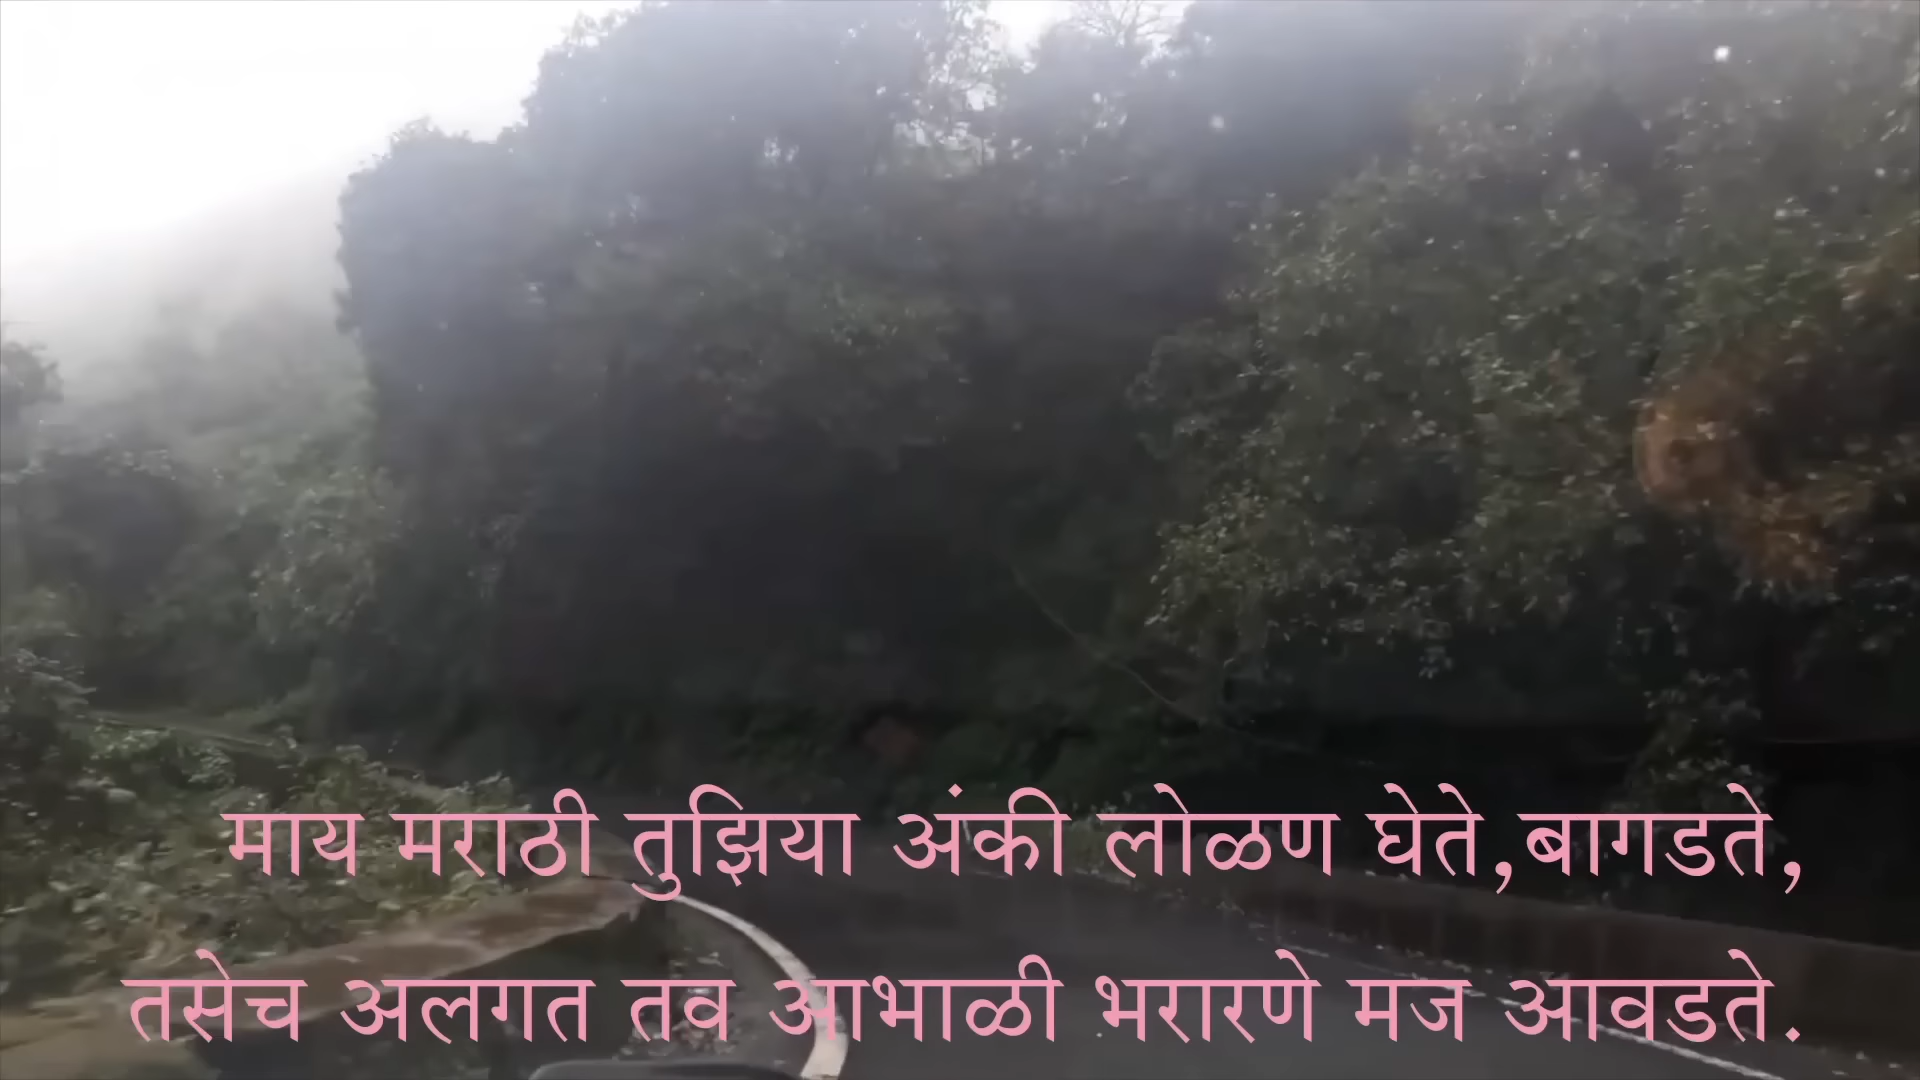 माय मराठी तुझिया अंकी लोळण घेते,बागडते,
तसेच अलगत तव आभाळी भरारणे मज आवडते.